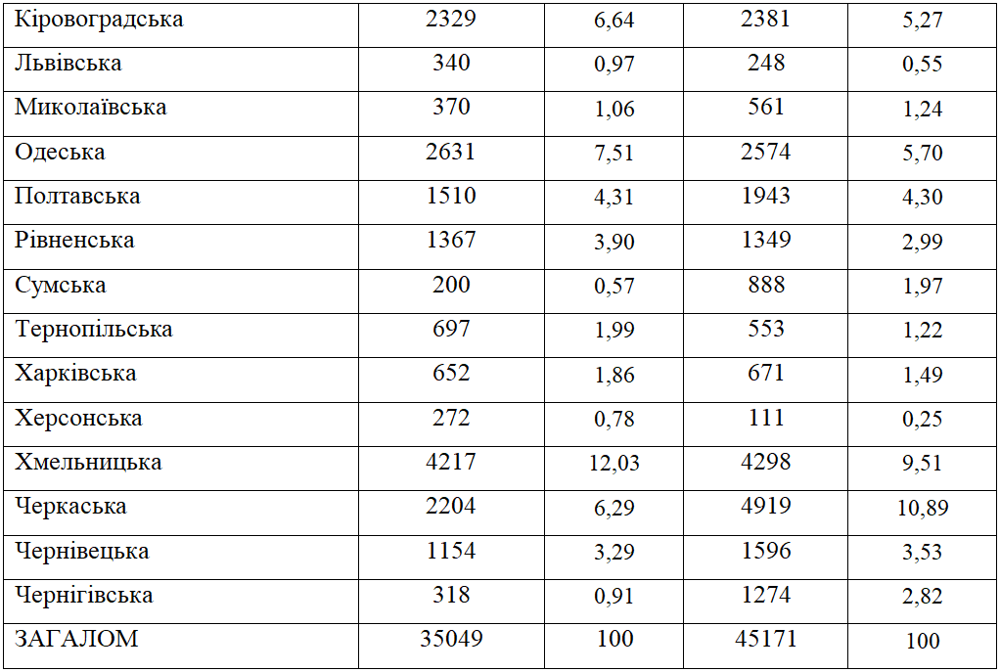 Кіровоградська 2329 6,64 2381 5,27
Львівська 340 0,97 248 0,55
Миколаївська 370 1,06 561 1,24
Одеська 2631 7,51 2574 5,70
Полтавська 1510 4,31 1943 4,30
Рівненська 1367 3,90 1349 2,99
Сумська 200 0,57 888 1,97
Тернопільська 697 1,99 553 1,22
Харківська 652 1,86 671 1,49
Херсонська 272 0,78 111 0,25
Хмельницька 4217 12,03 4298 9,51
Черкаська 2204 6,29 4919 10,89
Чернівецька 1154 3,29 1596 3,53
Чернігівська 318 0,91 1274 2,82
ЗАГАЛОМ 35049 100 45171 100